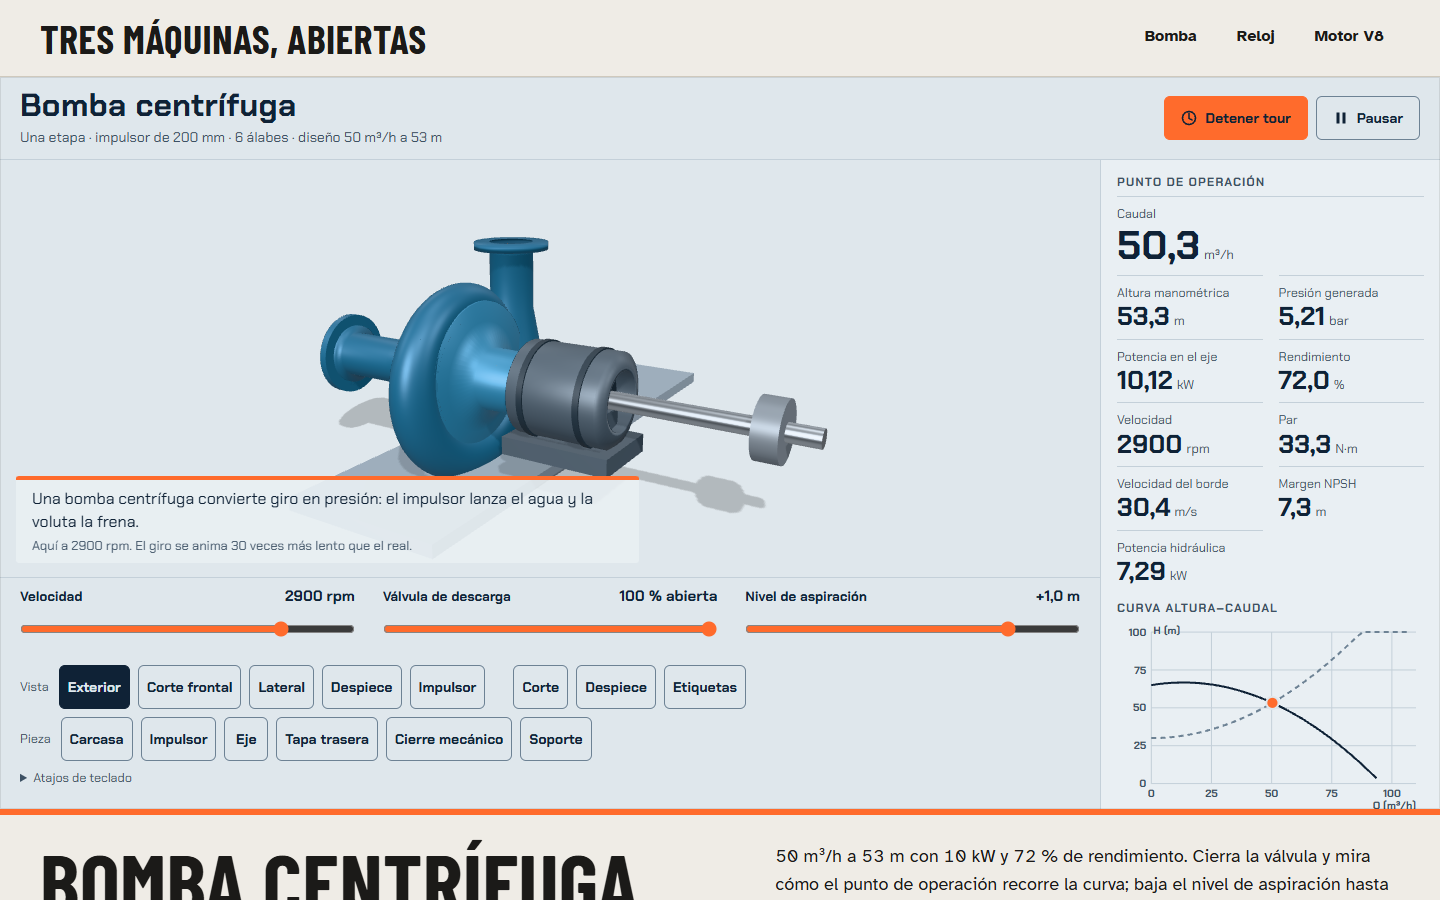 TRES MÁQUINAS, ABIERTAS
Bomba Reloj Motor V8
Bomba centrífuga
Una etapa · impulsor de 200 mm · 6 álabes · diseño 50 m³/h a 53 m
Detener tour
Pausar
Una bomba centrífuga convierte giro en presión: el impulsor lanza el agua y la
voluta la frena.
Aquí a 2900 rpm. El giro se anima 30 veces más lento que el real.
Velocidad 2900 rpm
Válvula de descarga 100 % abierta
Nivel de aspiración +1,0 m
Vista Exterior Corte frontal Lateral Despiece Impulsor Corte Despiece Etiquetas
Pieza Carcasa Impulsor Eje Tapa trasera Cierre mecánico Soporte
Atajos de teclado
PUNTO DE OPERACIÓN
Caudal
50,3 m³/h
Altura manométrica
53,3 m
Presión generada
5,21 bar
Potencia en el eje
10,12 kW
Rendimiento
72,0 %
Velocidad
2900 rpm
Par
33,3 N·m
Velocidad del borde
30,4 m/s
Margen NPSH
7,3 m
Potencia hidráulica
7,29 kW
CURVA ALTURA–CAUDAL
H (m)
100
75
50
25
0
0 25 50 75 100
Q (m³/h)
BOMBA CENTRÍFUGA
50 m³/h a 53 m con 10 kW y 72 % de rendimiento. Cierra la válvula y mira
cómo el punto de operación recorre la curva; baja el nivel de aspiración hasta